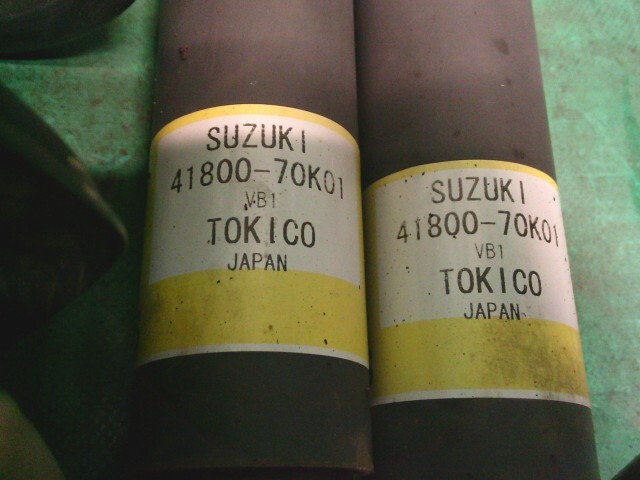 SUZUKI
41800-70K01
VB1
TOKICO
JAPAN
SUZUKI
41800-70K01
VB1
TOKICO
JAPAN